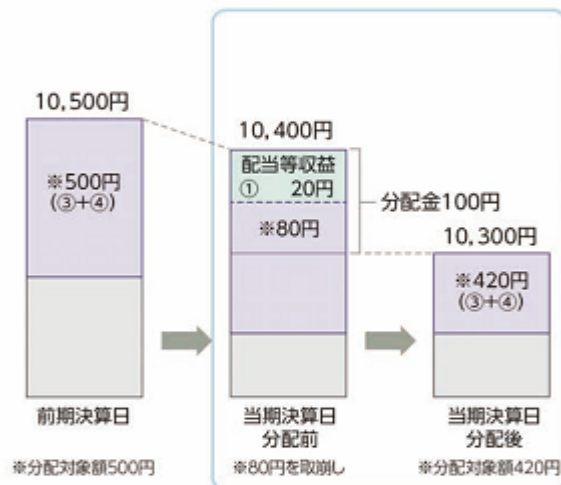 10,500円
※500円
(③+④)
前期決算日
※分配対象額500円
10,400円
配当等収益
① 20円
※80円
分配金100円
当期決算日
分配前
※80円を取崩し
10,300円
※420円
(③+④)
当期決算日
分配後
※分配対象額420円